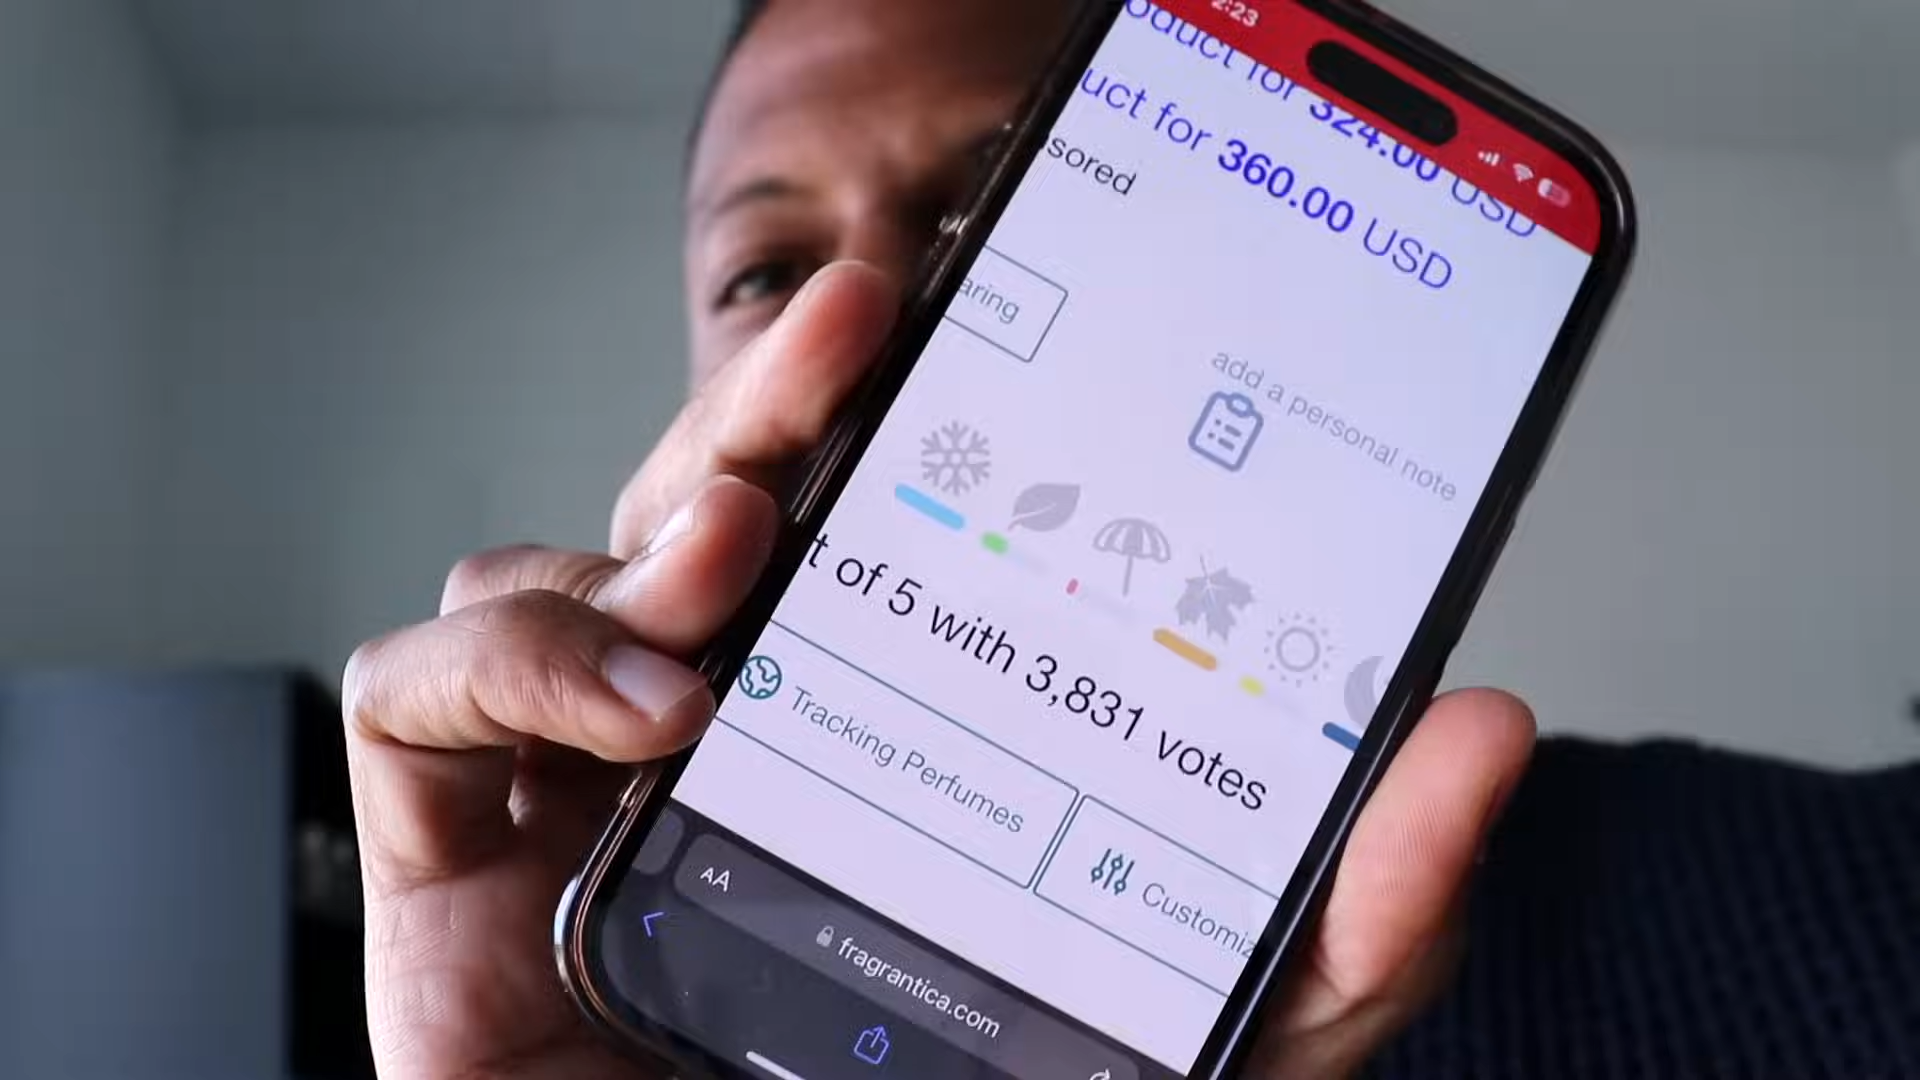 2:23
oduct for 324.00 USD
uct for 360.00 USD
sored
aring
add a personal note
t of 5 with 3,831 votes
Tracking Perfumes
Customiz
AA
fragrantica.com